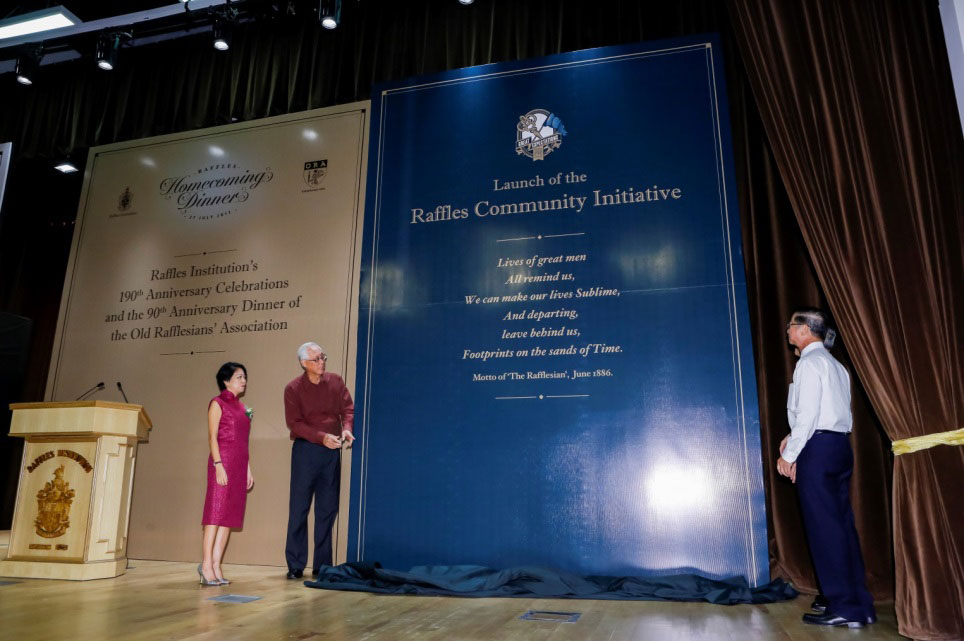 RAFFLES
Homecoming
Dinner
ORA
Raffles Institution's
190th Anniversary Celebrations
and the 90th Anniversary Dinner of
the Old Rafflesians' Association
Launch of the
Raffles Community Initiative
Lives of great men
All remind us,
We can make our lives Sublime,
And departing,
leave behind us,
Footprints on the sands of Time.
Motto of 'The Rafflesian', June 1886.
RAFFLES INSTITUTION